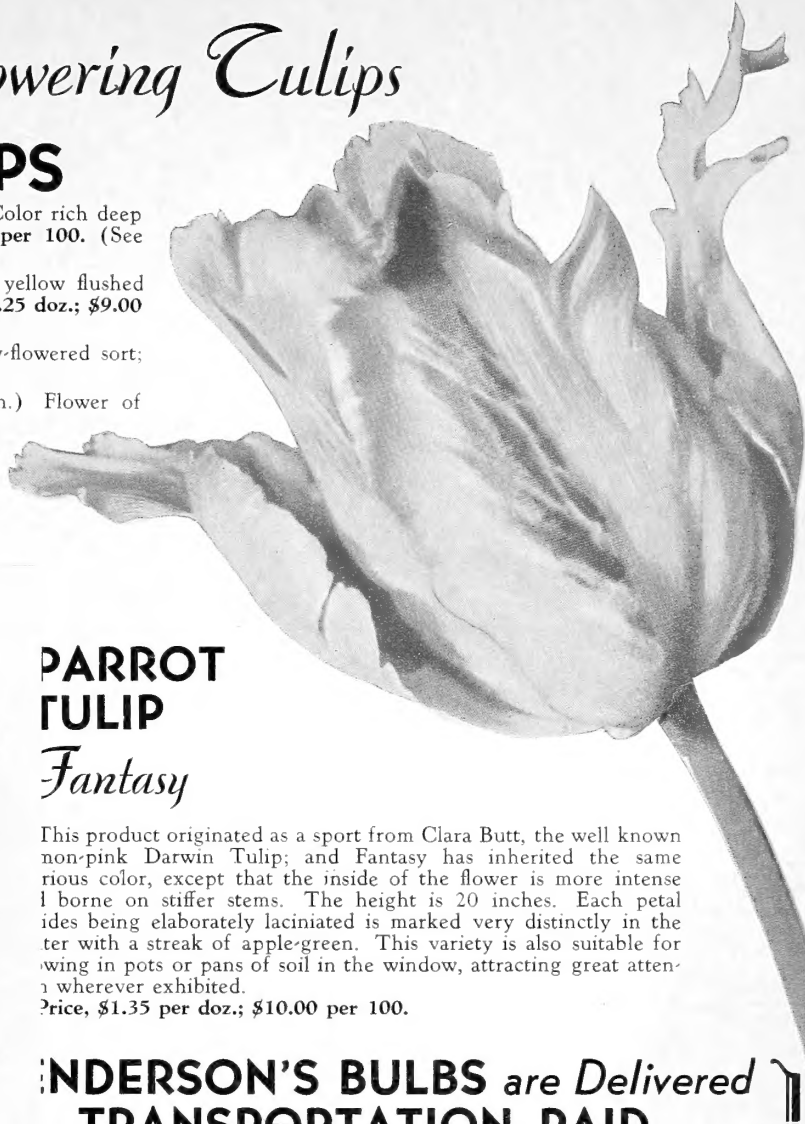 owering Tulips
PS
Color rich deep
per 100. (See
yellow flushed
.25 doz.; $9.00
y-flowered sort;
n.) Flower of
PARROT
TULIP
Fantasy
This product originated as a sport from Clara Butt, the well known
non-pink Darwin Tulip; and Fantasy has inherited the same
rious color, except that the inside of the flower is more intense
l borne on stiffer stems. The height is 20 inches. Each petal
ides being elaborately laciniated is marked very distinctly in the
ter with a streak of apple-green. This variety is also suitable for
wing in pots or pans of soil in the window, attracting great atten-
n wherever exhibited.
Price, $1.35 per doz.; $10.00 per 100.
ENDERSON'S BULBS are Delivered
TRANSPORTATION PAID